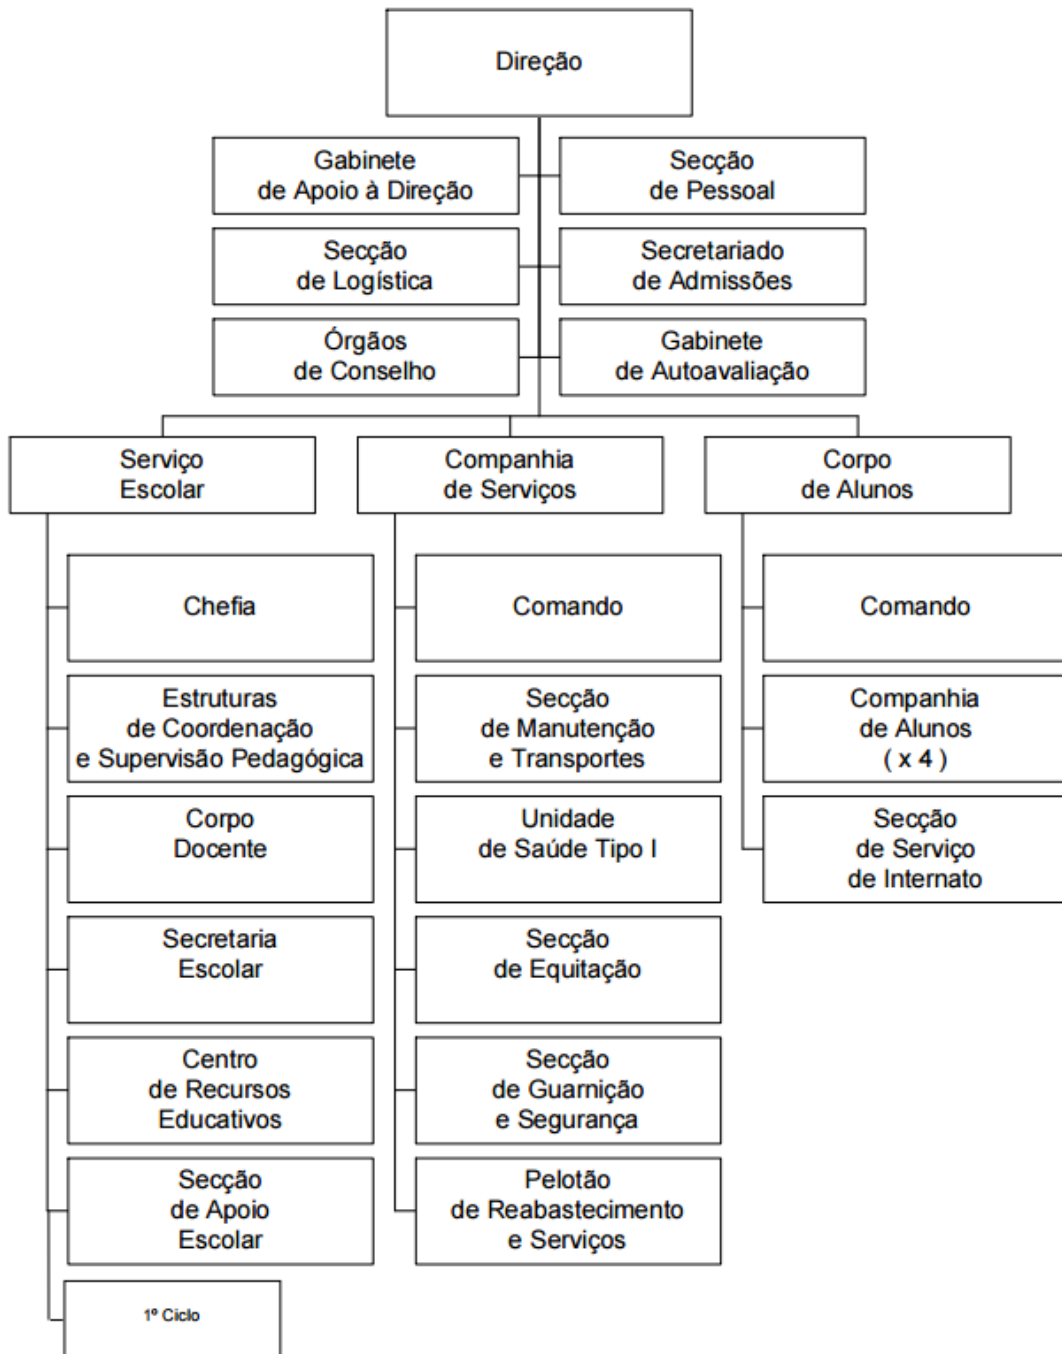 Direção
Gabinete
de Apoio à Direção
Secção
de Pessoal
Secção
de Logística
Secretariado
de Admissões
Órgãos
de Conselho
Gabinete
de Autoavaliação
Serviço
Escolar
Companhia
de Serviços
Corpo
de Alunos
Chefia
Estruturas
de Coordenação
e Supervisão Pedagógica
Corpo
Docente
Secretaria
Escolar
Centro
de Recursos
Educativos
Secção
de Apoio
Escolar
1º Ciclo
Comando
Secção
de Manutenção
e Transportes
Unidade
de Saúde Tipo I
Secção
de Equitação
Secção
de Guarnição
e Segurança
Pelotão
de Reabastecimento
e Serviços
Comando
Companhia
de Alunos
( x 4 )
Secção
de Serviço
de Internato